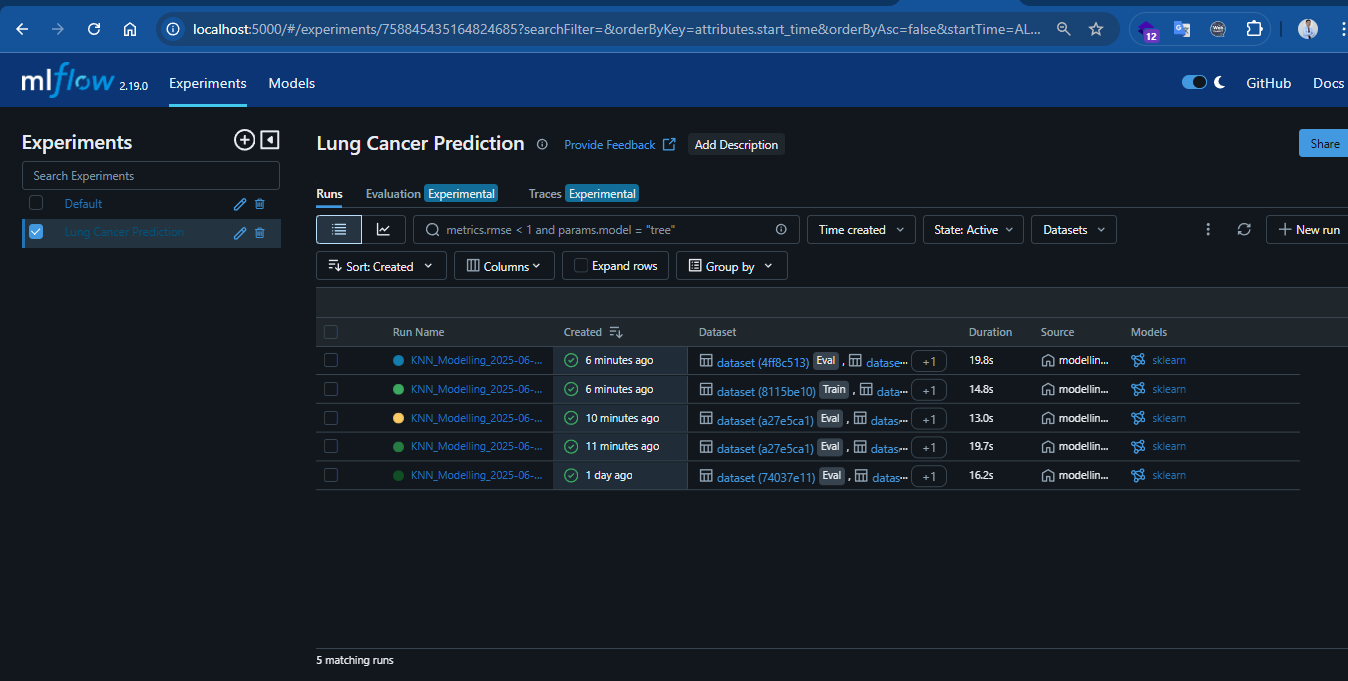 localhost:5000/#/experiments/758845435164824685?searchFilter=&orderByKey=attributes.start_time&orderByAsc=false&startTime=AL...
12
mlflow 2.19.0 Experiments Models GitHub Docs
Experiments
Search Experiments
Default
Lung Cancer Prediction
Lung Cancer Prediction Provide Feedback Add Description Share
Runs Evaluation Experimental Traces Experimental
metrics.rmse < 1 and params.model = "tree" Time created State: Active Datasets New run
Sort: Created Columns Expand rows Group by
Run Name Created Dataset Duration Source Models
KNN_Modelling_2025-06-... 6 minutes ago dataset (4ff8c513) Eval , datase... +1 19.8s modellin... sklearn
KNN_Modelling_2025-06-... 6 minutes ago dataset (8115be10) Train , data... +1 14.8s modellin... sklearn
KNN_Modelling_2025-06-... 10 minutes ago dataset (a27e5ca1) Eval , datas... +1 13.0s modellin... sklearn
KNN_Modelling_2025-06-... 11 minutes ago dataset (a27e5ca1) Eval , datas... +1 19.7s modellin... sklearn
KNN_Modelling_2025-06-... 1 day ago dataset (74037e11) Eval , datas... +1 16.2s modellin... sklearn
5 matching runs